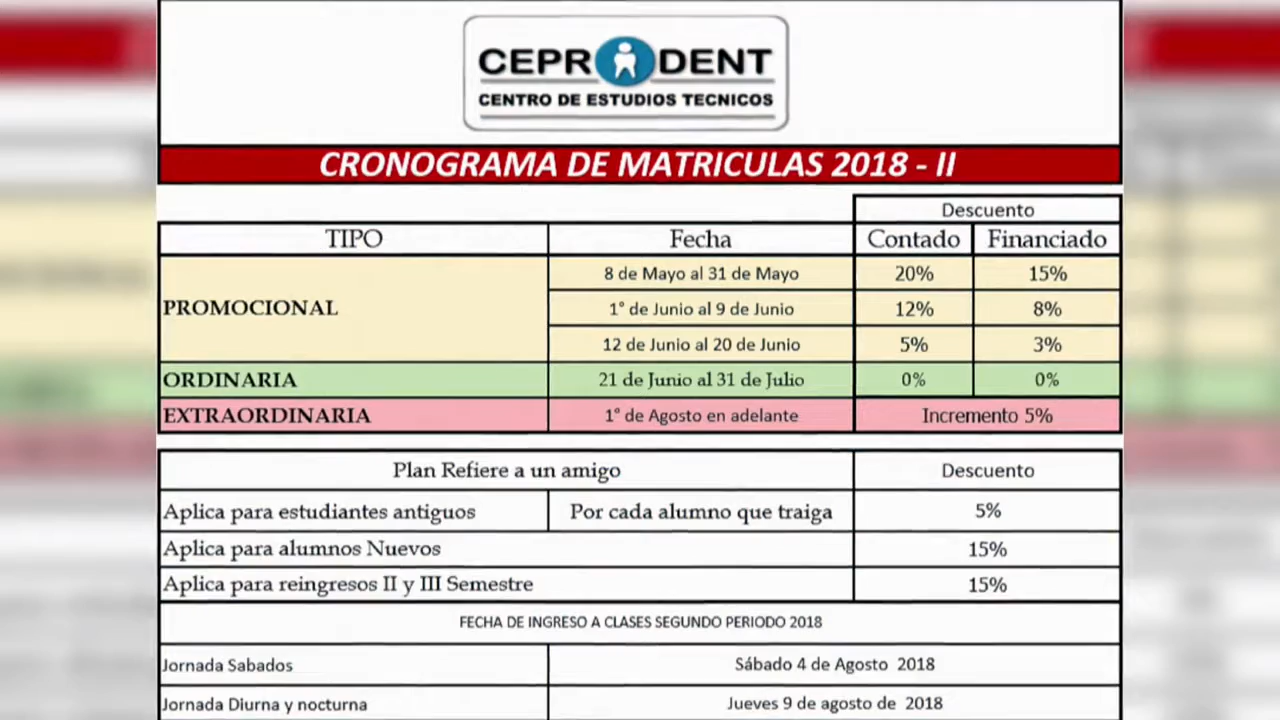 CEPRODENT
CENTRO DE ESTUDIOS TECNICOS
CRONOGRAMA DE MATRICULAS 2018 - II
Descuento
TIPO Fecha Contado Financiado
PROMOCIONAL
8 de Mayo al 31 de Mayo 20% 15%
1° de Junio al 9 de Junio 12% 8%
12 de Junio al 20 de Junio 5% 3%
ORDINARIA 21 de Junio al 31 de Julio 0% 0%
EXTRAORDINARIA 1° de Agosto en adelante Incremento 5%
Plan Refiere a un amigo Descuento
Aplica para estudiantes antiguos Por cada alumno que traiga 5%
Aplica para alumnos Nuevos 15%
Aplica para reingresos II y III Semestre 15%
FECHA DE INGRESO A CLASES SEGUNDO PERIODO 2018
Jornada Sabados Sábado 4 de Agosto 2018
Jornada Diurna y nocturna Jueves 9 de agosto de 2018